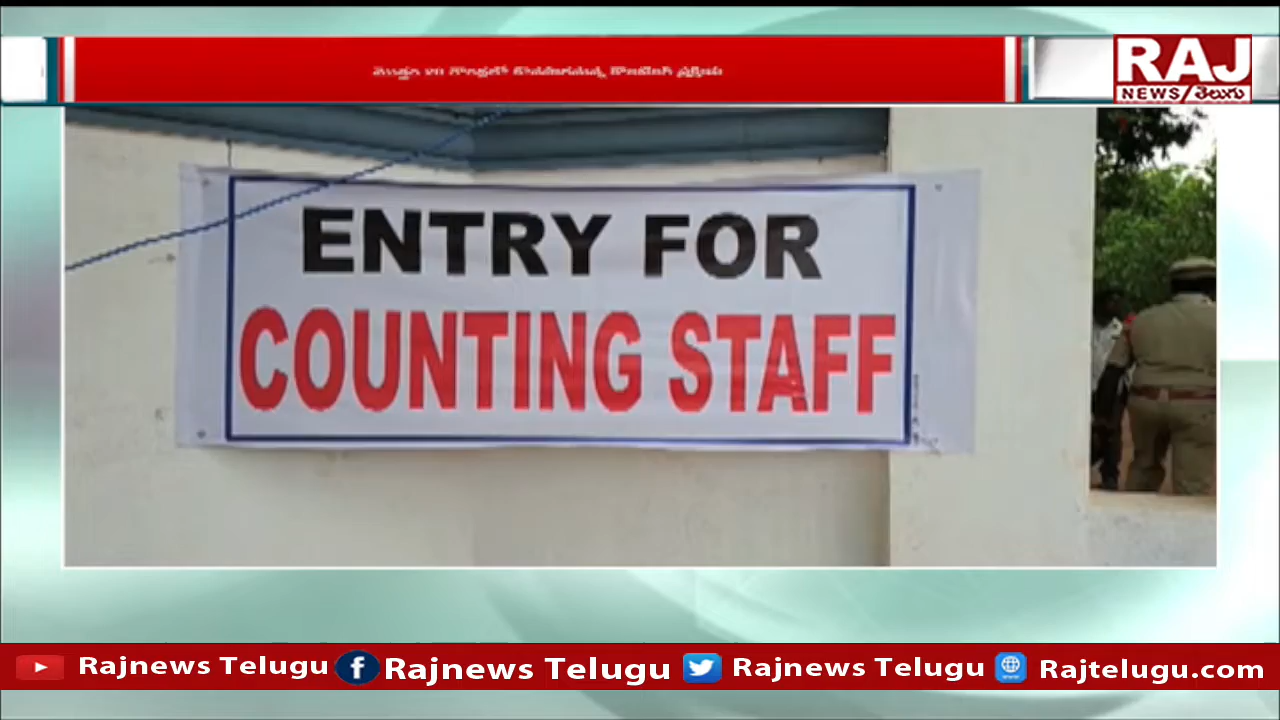 RAJ
NEWS తెలుగు
ENTRY FOR
COUNTING STAFF
Rajnews Telugu Rajnews Telugu Rajnews Telugu Rajtelugu.com